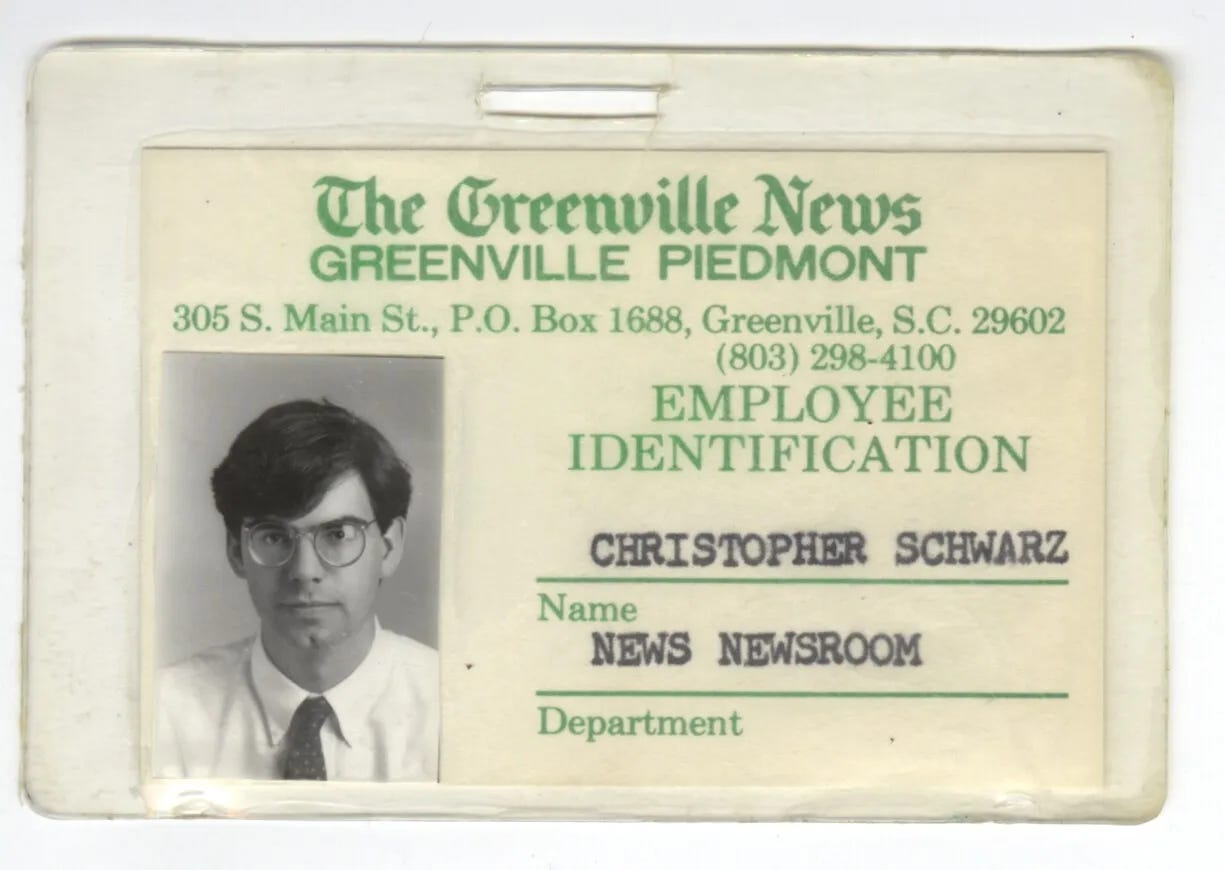 The Greenville News
GREENVILLE PIEDMONT
305 S. Main St., P.O. Box 1688, Greenville, S.C. 29602
(803) 298-4100
EMPLOYEE
IDENTIFICATION
CHRISTOPHER SCHWARZ
Name
NEWS NEWSROOM
Department